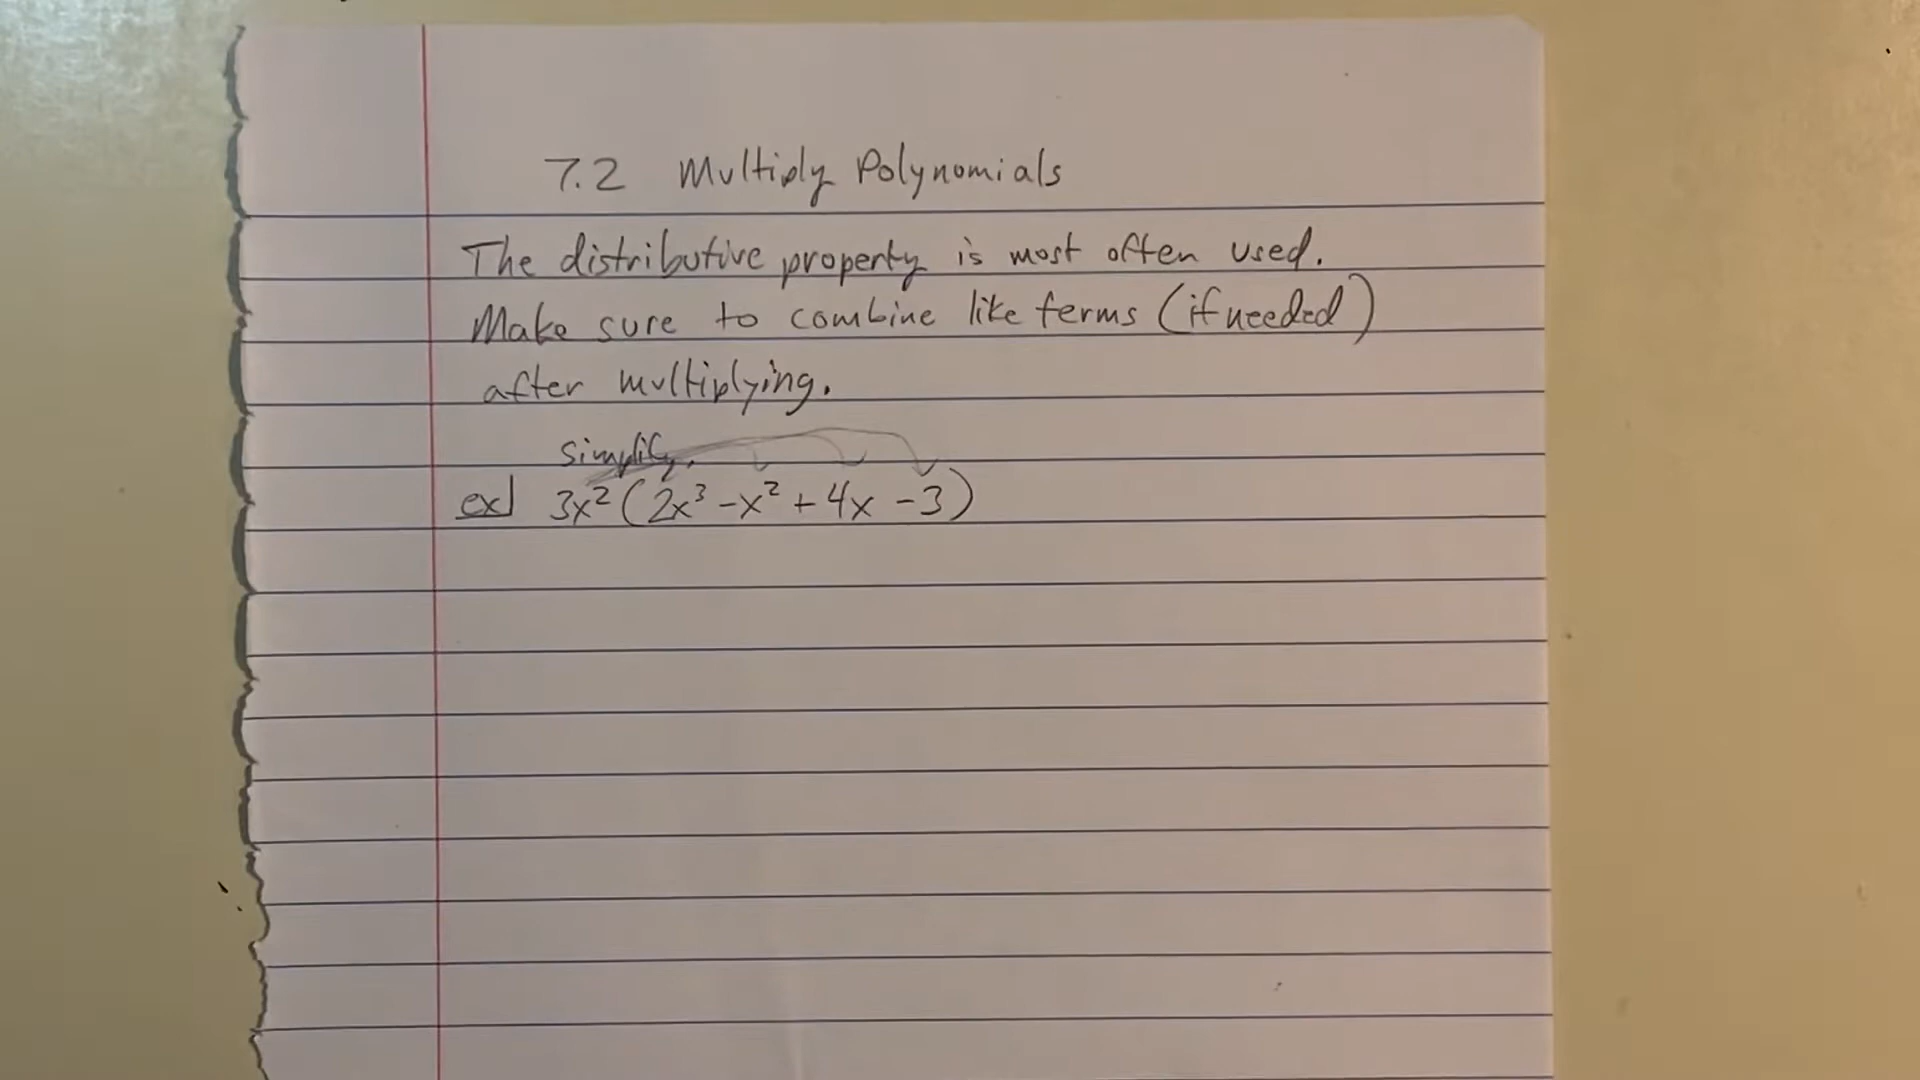 7.2 Multiply Polynomials
The distributive property is most often used.
Make sure to combine like terms (if needed)
after multiplying.
Simplify.
ex) 3x² (2x³ - x² + 4x - 3)